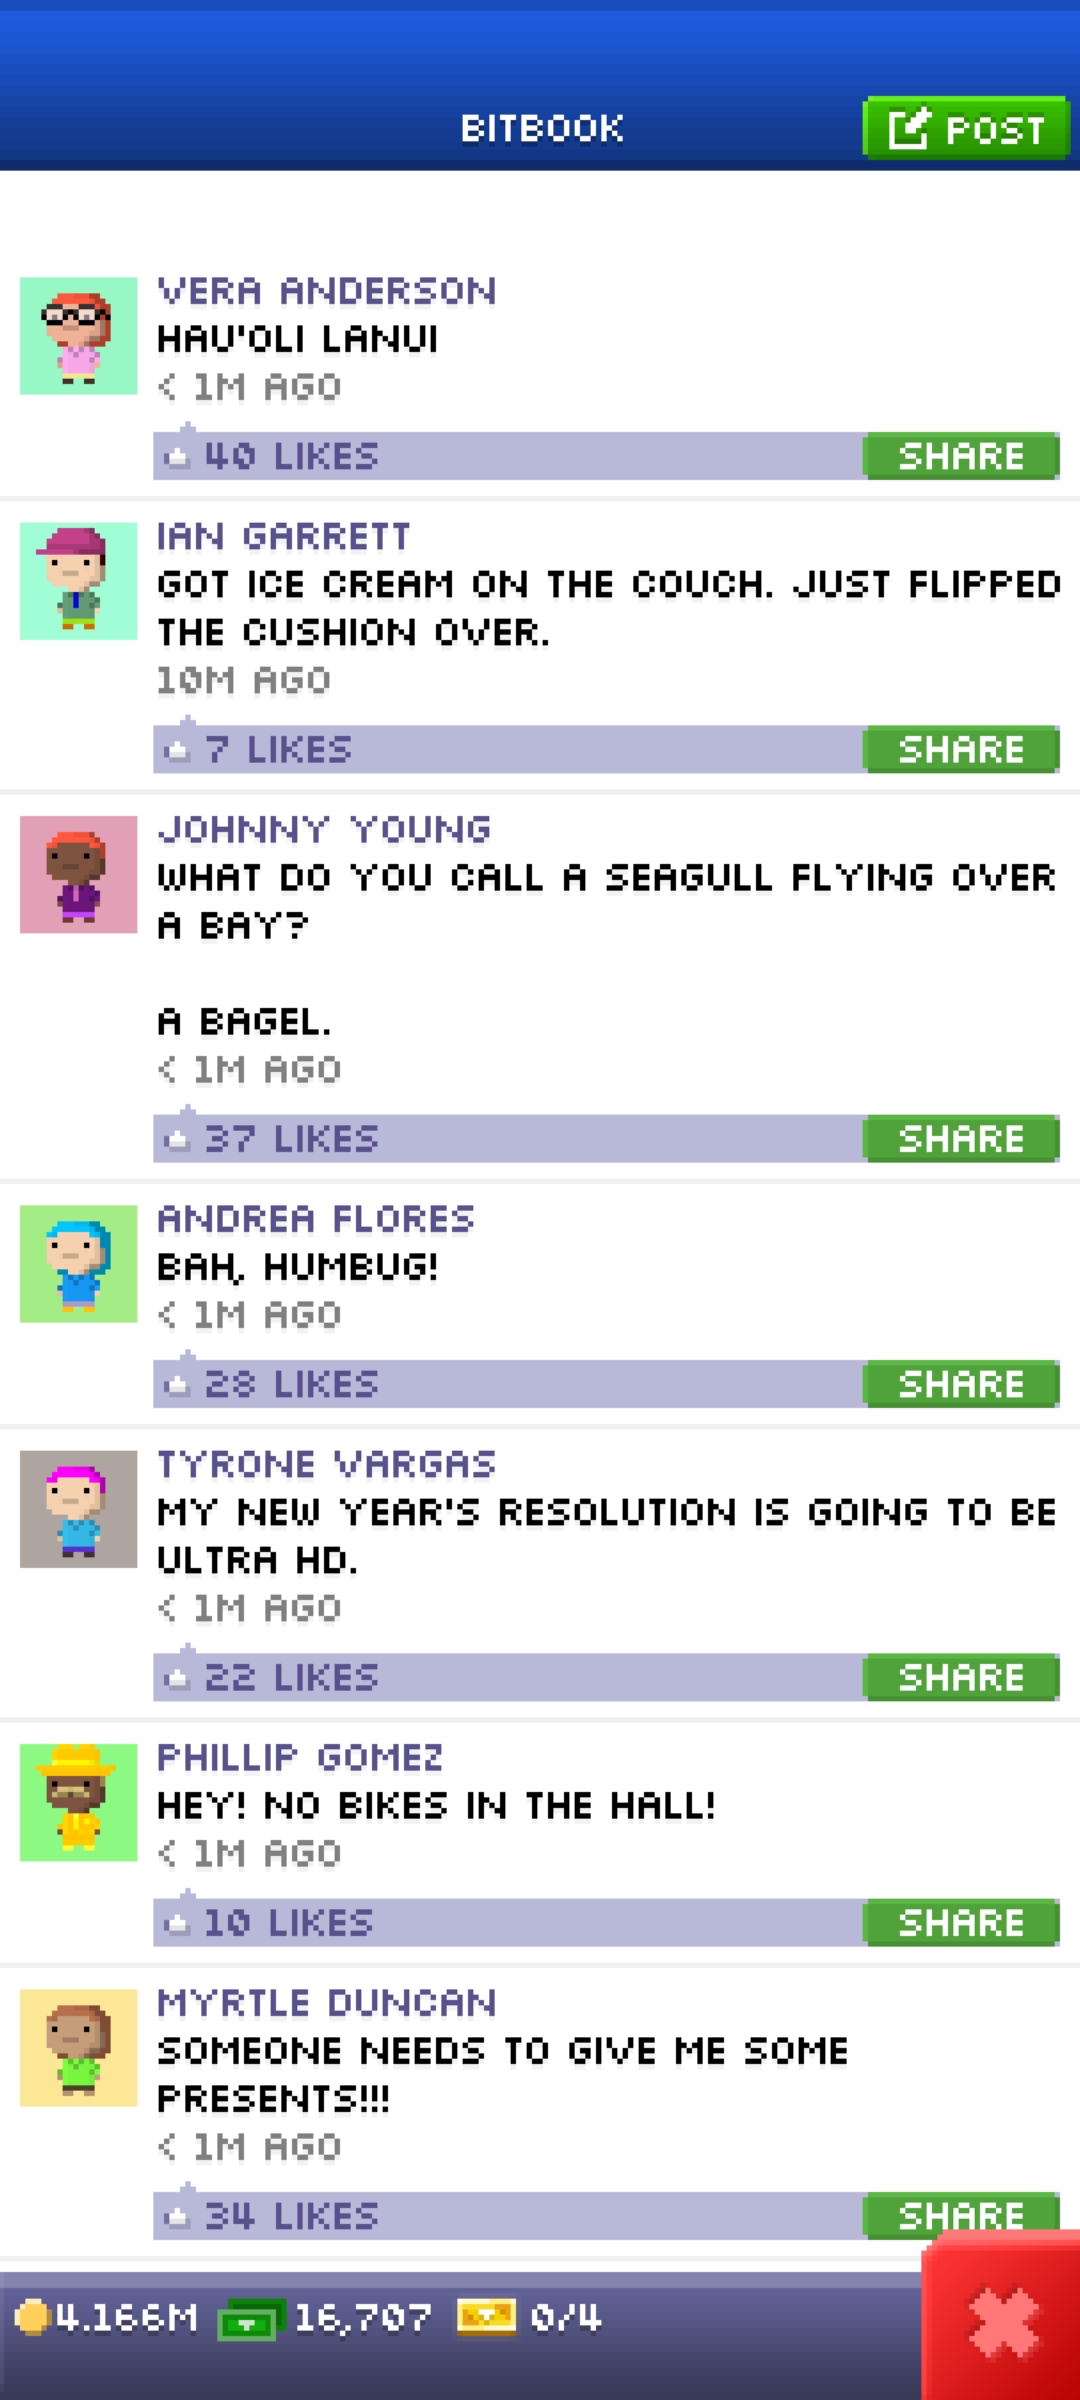 BITBOOK
POST
VERA ANDERSON
HAU'OLI LANUI
< 1M AGO
40 LIKES
SHARE
IAN GARRETT
GOT ICE CREAM ON THE COUCH. JUST FLIPPED
THE CUSHION OVER.
10M AGO
7 LIKES
SHARE
JOHNNY YOUNG
WHAT DO YOU CALL A SEAGULL FLYING OVER
A BAY?
A BAGEL.
< 1M AGO
37 LIKES
SHARE
ANDREA FLORES
BAH, HUMBUG!
< 1M AGO
28 LIKES
SHARE
TYRONE VARGAS
MY NEW YEAR'S RESOLUTION IS GOING TO BE
ULTRA HD.
< 1M AGO
22 LIKES
SHARE
PHILLIP GOMEZ
HEY! NO BIKES IN THE HALL!
< 1M AGO
10 LIKES
SHARE
MYRTLE DUNCAN
SOMEONE NEEDS TO GIVE ME SOME
PRESENTS!!!
< 1M AGO
34 LIKES
SHARE
4.166M 16,707 0/4